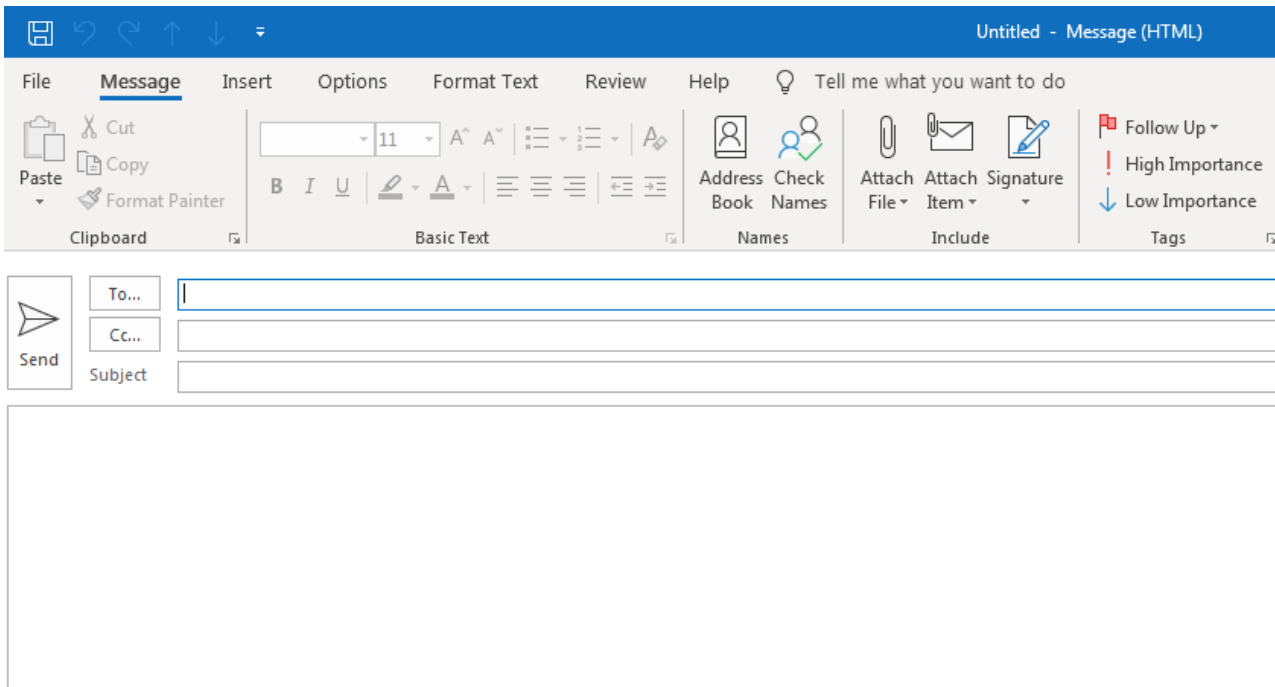 Untitled - Message (HTML)
File Message Insert Options Format Text Review Help Tell me what you want to do
Paste
Cut
Copy
Format Painter
Clipboard
11
B I U
Basic Text
Address Book
Check Names
Names
Attach File
Attach Item
Signature
Include
Follow Up
High Importance
Low Importance
Tags
Send
To...
Cc...
Subject